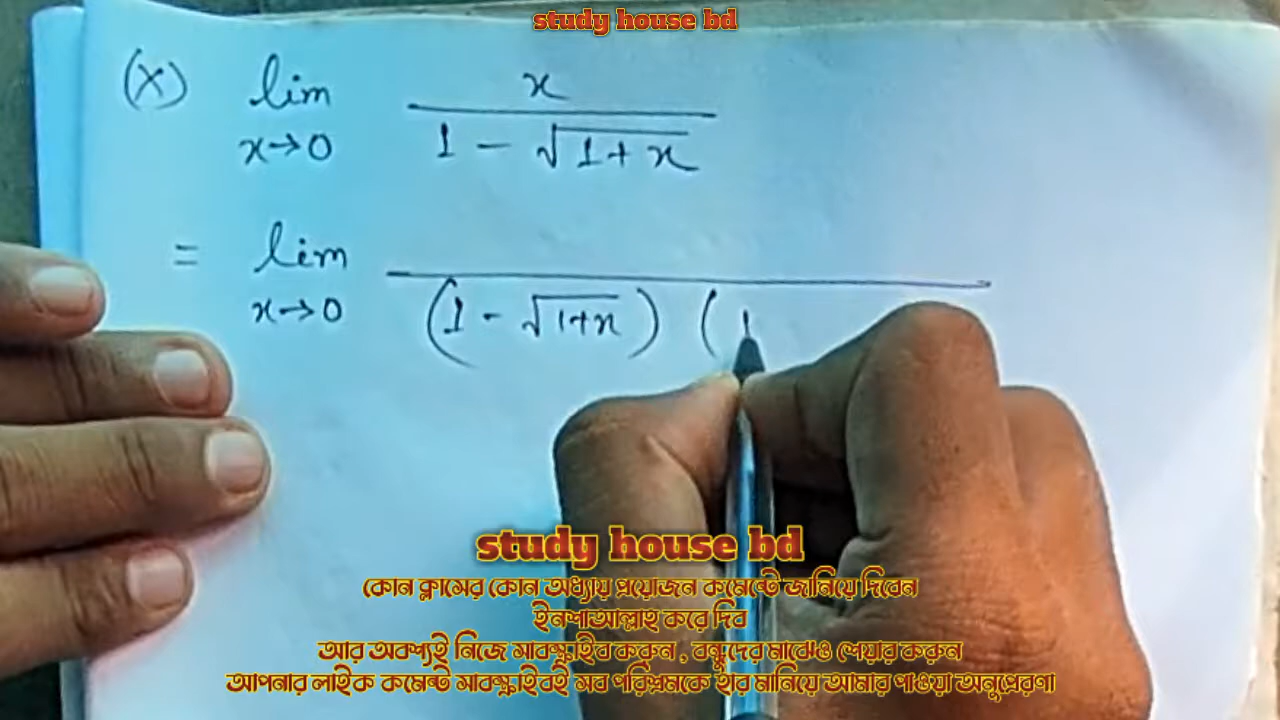 study house bd
(x) lim x
x→0 1 - √1+x
= lim
x→0 (1 - √1+x) (1
study house bd
কোন ক্লাসের কোন অধ্যায় প্রয়োজন কমেন্টে জানিয়ে দিবেন
ইনশাআল্লাহ করে দিব
আর অবশ্যই নিজে সাবস্ক্রাইব করুন , বন্ধুদের মাঝেও শেয়ার করুন
আপনার লাইক কমেন্ট সাবস্ক্রাইবই সব পরিশ্রমকে হার মানিয়ে আমার পাওয়া অনুপ্রেরণা